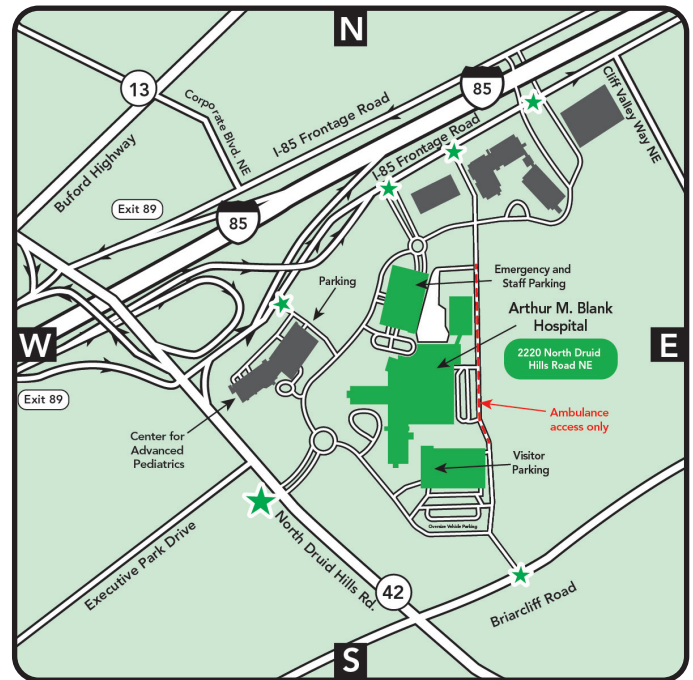 N
13
85
Corporate Blvd. NE
I-85 Frontage Road
Cliff Valley Way NE
Buford Highway
I-85 Frontage Road
Exit 89
85
Parking
Emergency and
Staff Parking
Arthur M. Blank
Hospital
W
E
2220 North Druid
Hills Road NE
Exit 89
Ambulance
access only
Center for
Advanced
Pediatrics
Visitor
Parking
Oversize Vehicle Parking
Executive Park Drive
North Druid Hills Rd.
42
Briarcliff Road
S